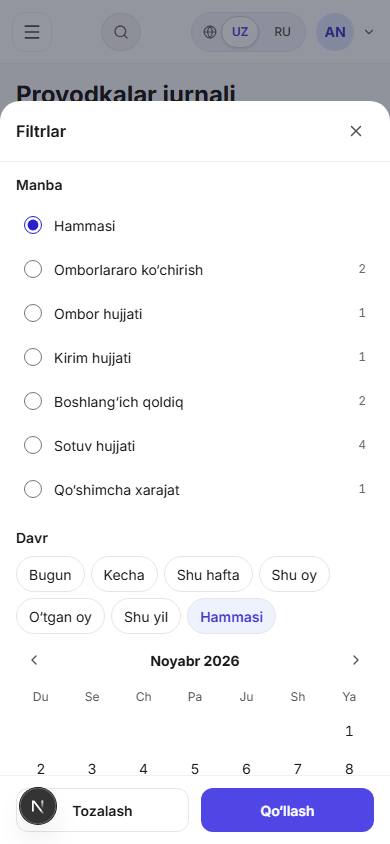 UZ RU AN
Provodkalar jurnali
Filtrlar
Manba
Hammasi
Omborlararo ko‘chirish 2
Ombor hujjati 1
Kirim hujjati 1
Boshlang‘ich qoldiq 2
Sotuv hujjati 4
Qo‘shimcha xarajat 1
Davr
Bugun Kecha Shu hafta Shu oy
O‘tgan oy Shu yil Hammasi
Noyabr 2026
Du Se Ch Pa Ju Sh Ya
1
2 3 4 5 6 7 8
N Tozalash Qo‘llash